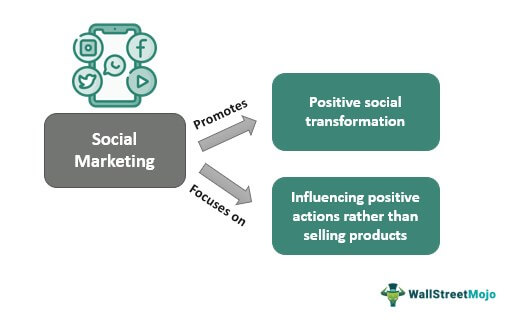 Social
Marketing
Promotes
Positive social
transformation
Focuses on
Influencing positive
actions rather than
selling products
WallStreetMojo